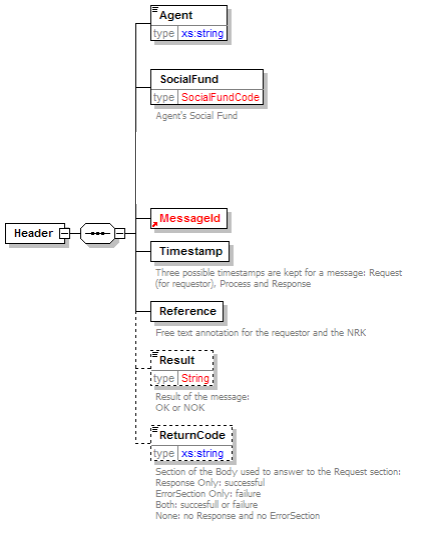 Agent
type xs:string
SocialFund
type SocialFundCode
Agent's Social Fund
Header
MessageId
Timestamp
Three possible timestamps are kept for a message: Request
(for requestor), Process and Response
Reference
Free text annotation for the requestor and the NRK
Result
type String
Result of the message:
OK or NOK
ReturnCode
type xs:string
Section of the Body used to answer to the Request section:
Response Only: successful
ErrorSection Only: failure
Both: succesfull or failure
None: no Response and no ErrorSection